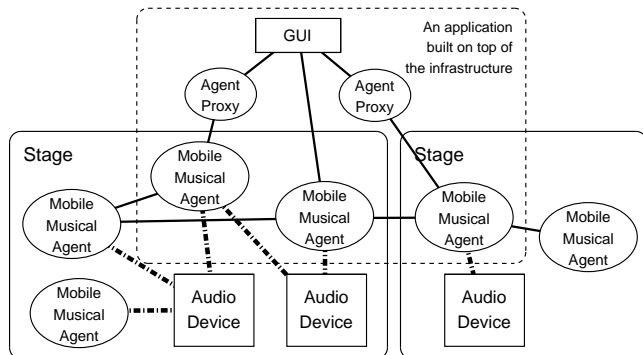 GUI
An application
built on top of
the infrastructure
Agent
Proxy
Agent
Proxy
Stage
Stage
Mobile
Musical
Agent
Mobile
Musical
Agent
Mobile
Musical
Agent
Mobile
Musical
Agent
Mobile
Musical
Agent
Mobile
Musical
Agent
Audio
Device
Audio
Device
Audio
Device